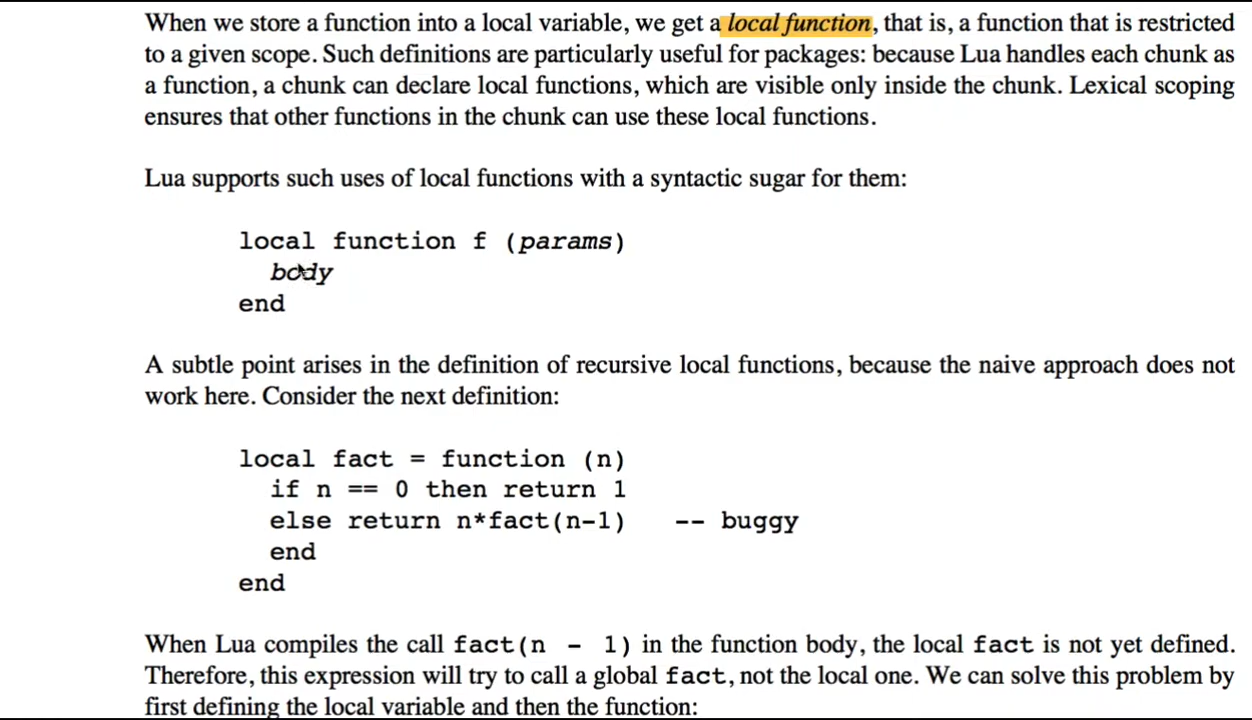 When we store a function into a local variable, we get a local function, that is, a function that is restricted
to a given scope. Such definitions are particularly useful for packages: because Lua handles each chunk as
a function, a chunk can declare local functions, which are visible only inside the chunk. Lexical scoping
ensures that other functions in the chunk can use these local functions.
Lua supports such uses of local functions with a syntactic sugar for them:
local function f (params)
body
end
A subtle point arises in the definition of recursive local functions, because the naive approach does not
work here. Consider the next definition:
local fact = function (n)
if n == 0 then return 1
else return n*fact(n-1) -- buggy
end
end
When Lua compiles the call fact(n - 1) in the function body, the local fact is not yet defined.
Therefore, this expression will try to call a global fact, not the local one. We can solve this problem by
first defining the local variable and then the function: